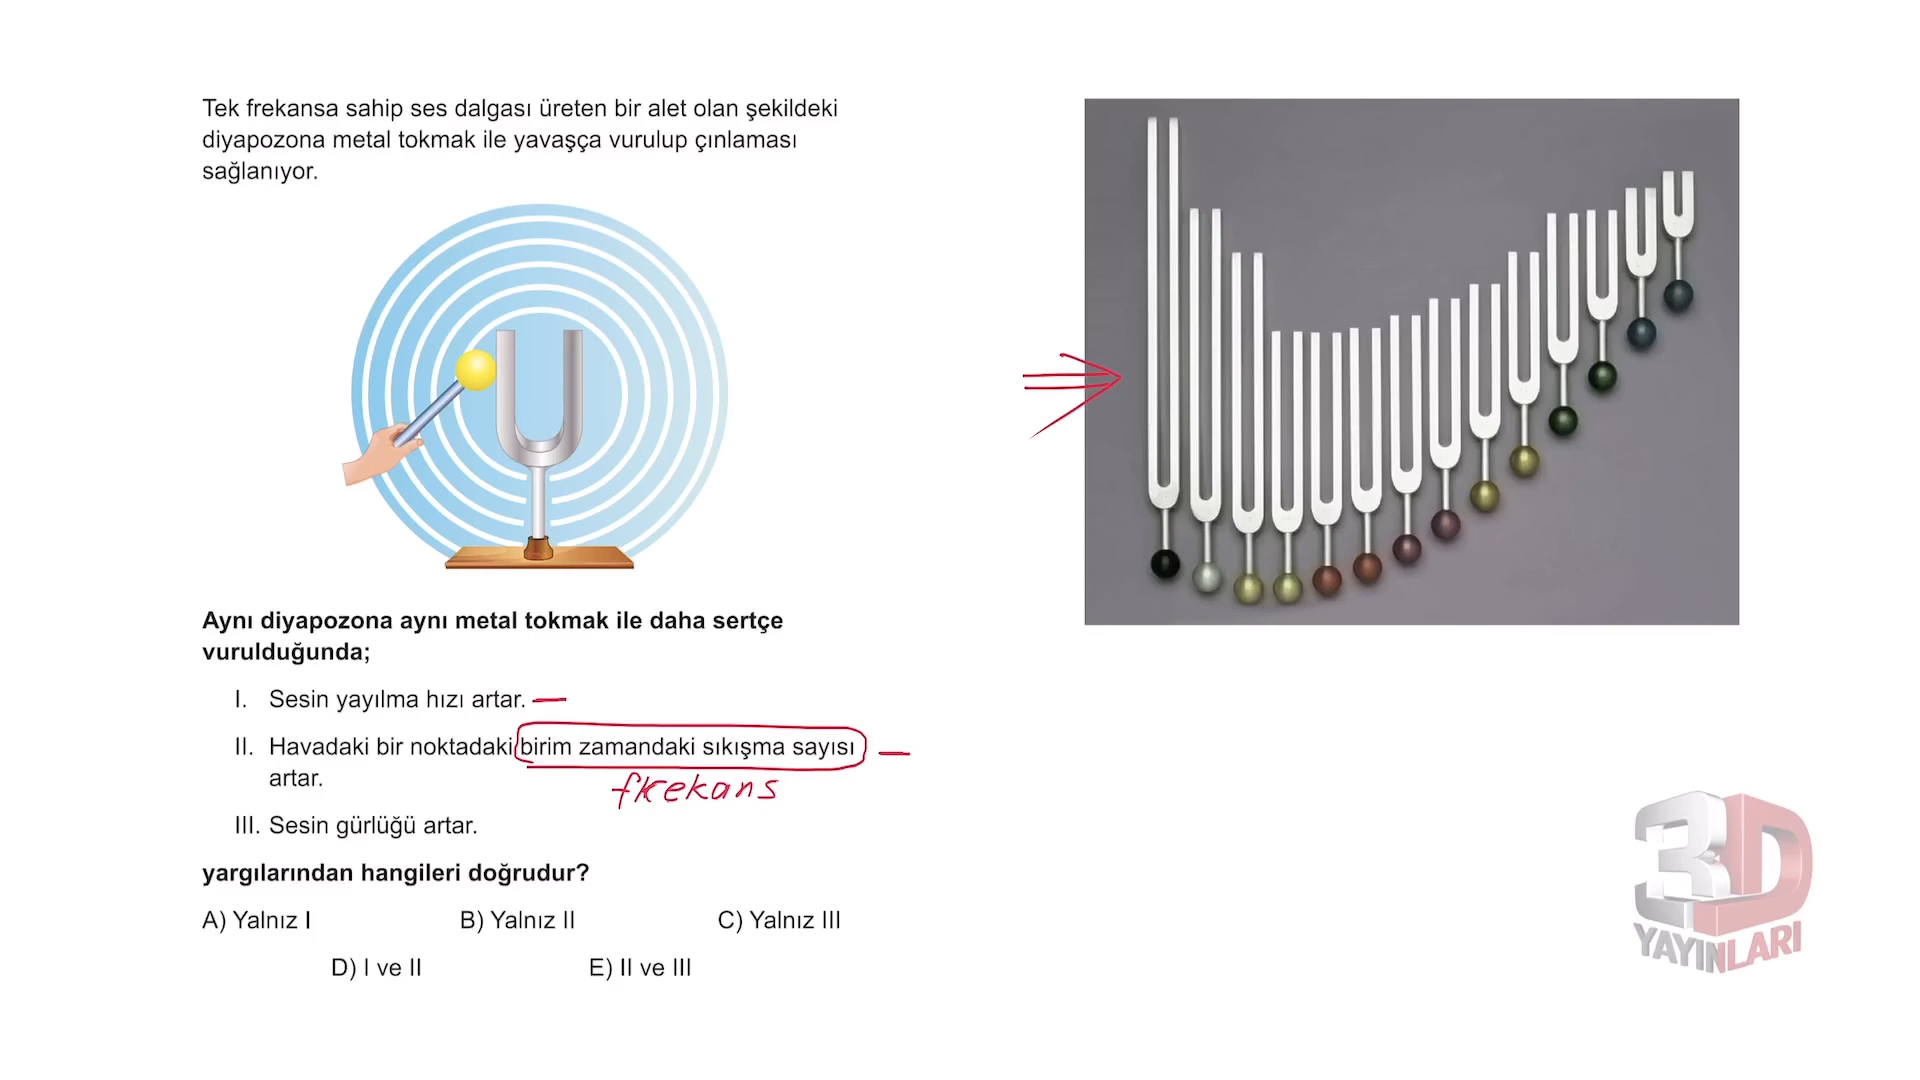 Tek frekansa sahip ses dalgası üreten bir alet olan şekildeki
diyapozona metal tokmak ile yavaşça vurulup çınlaması
sağlanıyor.
Aynı diyapozona aynı metal tokmak ile daha sertçe
vurulduğunda;
I. Sesin yayılma hızı artar.
II. Havadaki bir noktadaki birim zamandaki sıkışma sayısı
artar.
frekans
III. Sesin gürlüğü artar.
yargılarından hangileri doğrudur?
A) Yalnız I B) Yalnız II C) Yalnız III
D) I ve II E) II ve III
3D
YAYINLARI